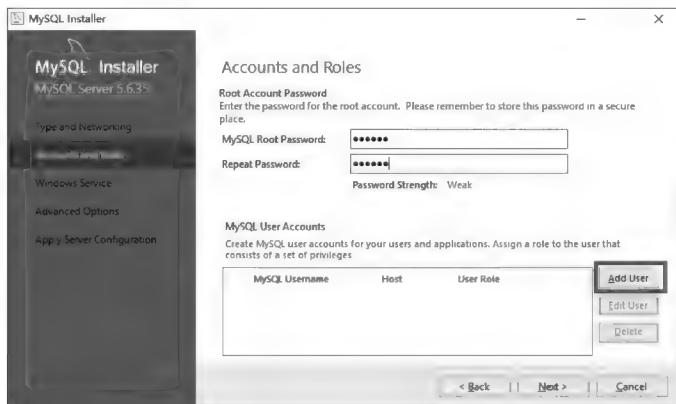 MySQL Installer
MySQL Installer
MySQL Server 5.6.35
Type and Networking
Windows Service
Advanced Options
Apply Server Configuration
Accounts and Roles
Root Account Password
Enter the password for the root account. Please remember to store this password in a secure
place.
MySQL Root Password: ••••••
Repeat Password: ••••••
Password Strength: Weak
MySQL User Accounts
Create MySQL user accounts for your users and applications. Assign a role to the user that
consists of a set of privileges
MySQL Username Host User Role
Add User
Edit User
Delete
< Back Next > Cancel